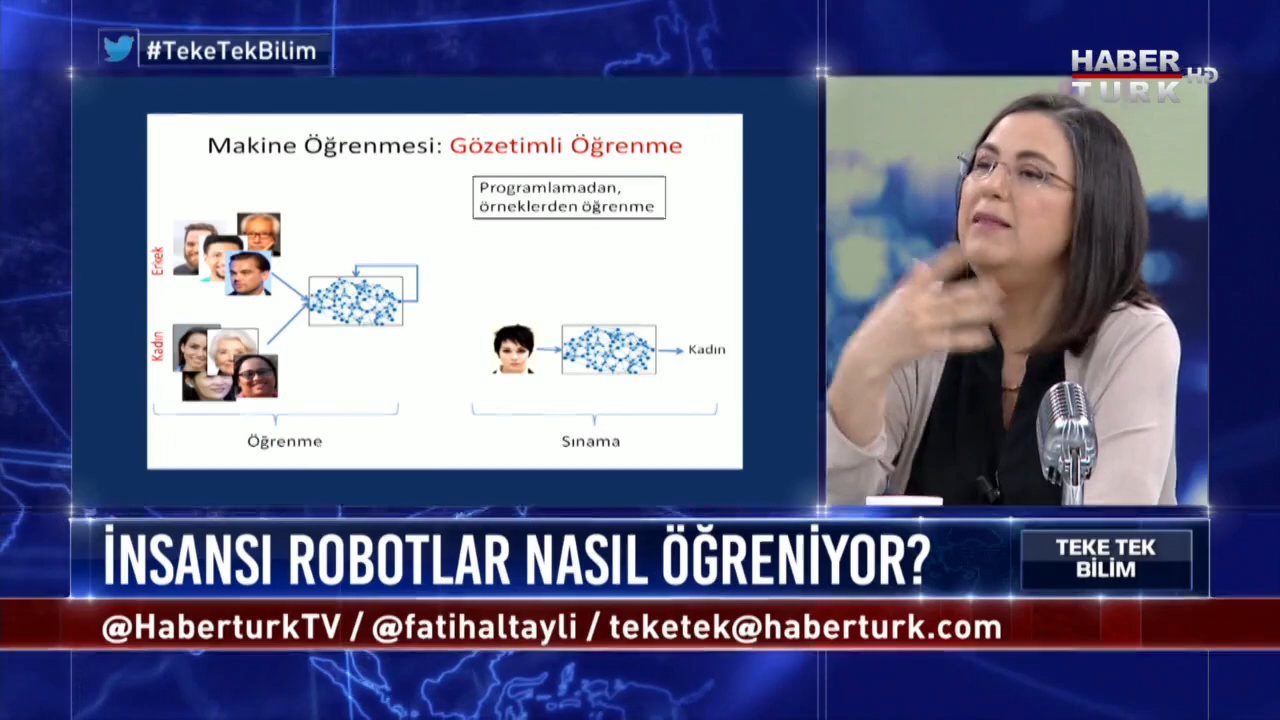 #TekeTekBilim
HABER
TURK HD
Makine Öğrenmesi: Gözetimli Öğrenme
Programlamadan,
örneklerden öğrenme
Erkek
Kadın
Kadın
Öğrenme
Sınama
İNSANSI ROBOTLAR NASIL ÖĞRENİYOR?
TEKE TEK
BİLİM
@HaberturkTV / @fatihaltayli / teketek@haberturk.com